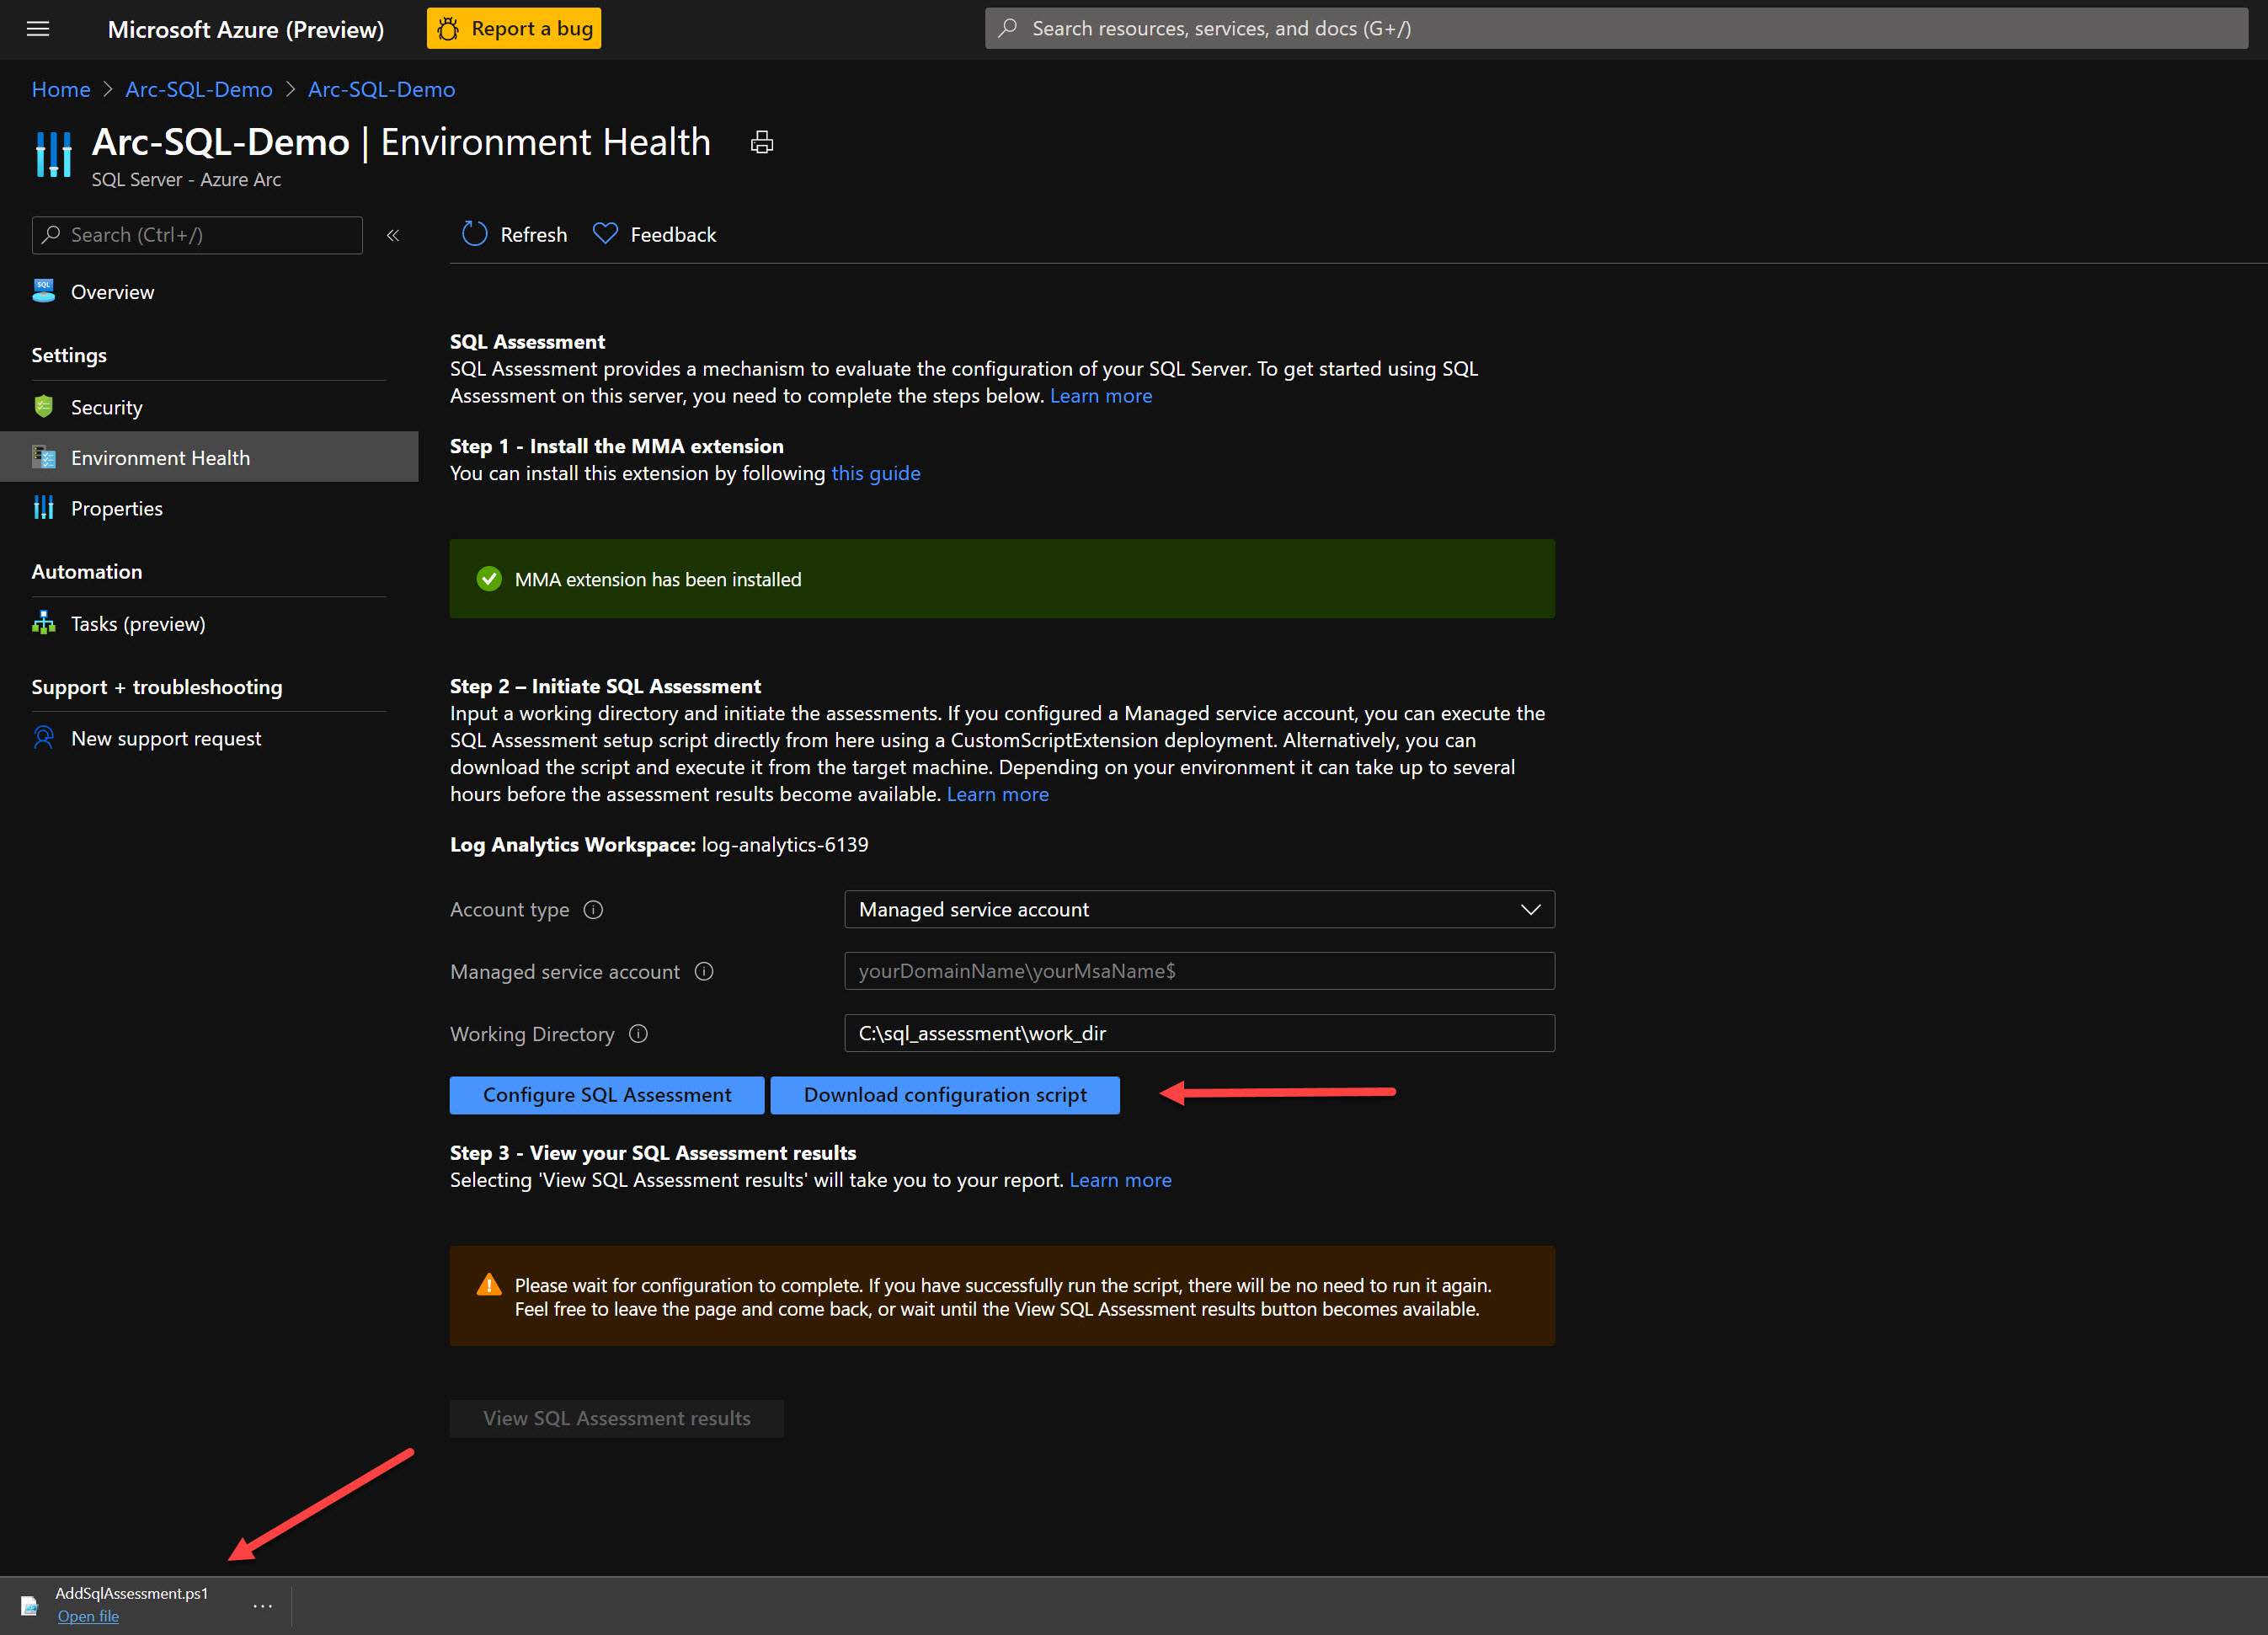 Microsoft Azure (Preview)
Report a bug
Search resources, services, and docs (G+/)
Home > Arc-SQL-Demo > Arc-SQL-Demo
Arc-SQL-Demo | Environment Health
SQL Server - Azure Arc
Search (Ctrl+/)
«
Refresh
Feedback
SQL
Overview
Settings
Security
Environment Health
Properties
Automation
Tasks (preview)
Support + troubleshooting
New support request
SQL Assessment
SQL Assessment provides a mechanism to evaluate the configuration of your SQL Server. To get started using SQL
Assessment on this server, you need to complete the steps below. Learn more
Step 1 - Install the MMA extension
You can install this extension by following this guide
MMA extension has been installed
Step 2 – Initiate SQL Assessment
Input a working directory and initiate the assessments. If you configured a Managed service account, you can execute the
SQL Assessment setup script directly from here using a CustomScriptExtension deployment. Alternatively, you can
download the script and execute it from the target machine. Depending on your environment it can take up to several
hours before the assessment results become available. Learn more
Log Analytics Workspace: log-analytics-6139
Account type
Managed service account
Managed service account
yourDomainName\yourMsaName$
Working Directory
C:\sql_assessment\work_dir
Configure SQL Assessment
Download configuration script
Step 3 - View your SQL Assessment results
Selecting 'View SQL Assessment results' will take you to your report. Learn more
Please wait for configuration to complete. If you have successfully run the script, there will be no need to run it again.
Feel free to leave the page and come back, or wait until the View SQL Assessment results button becomes available.
View SQL Assessment results
AddSqlAssessment.ps1
Open file
...